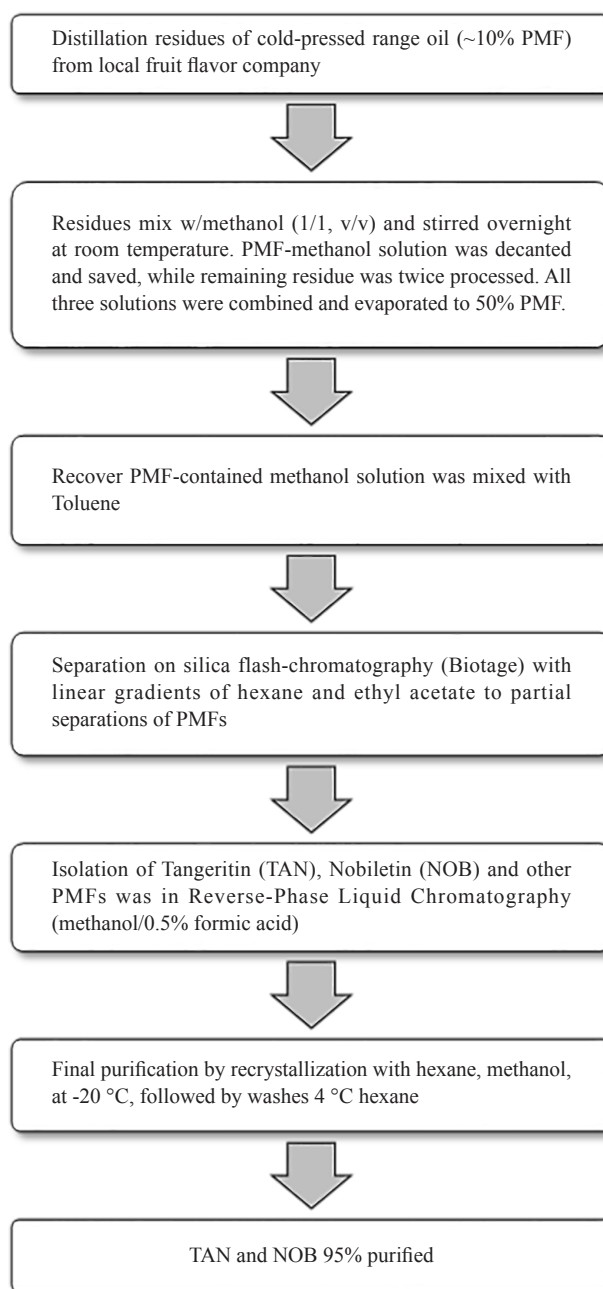 Distillation residues of cold-pressed range oil (~10% PMF)
from local fruit flavor company
Residues mix w/methanol (1/1, v/v) and stirred overnight
at room temperature. PMF-methanol solution was decanted
and saved, while remaining residue was twice processed. All
three solutions were combined and evaporated to 50% PMF.
Recover PMF-contained methanol solution was mixed with
Toluene
Separation on silica flash-chromatography (Biotage) with
linear gradients of hexane and ethyl acetate to partial
separations of PMFs
Isolation of Tangeritin (TAN), Nobiletin (NOB) and other
PMFs was in Reverse-Phase Liquid Chromatography
(methanol/0.5% formic acid)
Final purification by recrystallization with hexane, methanol,
at -20 °C, followed by washes 4 °C hexane
TAN and NOB 95% purified